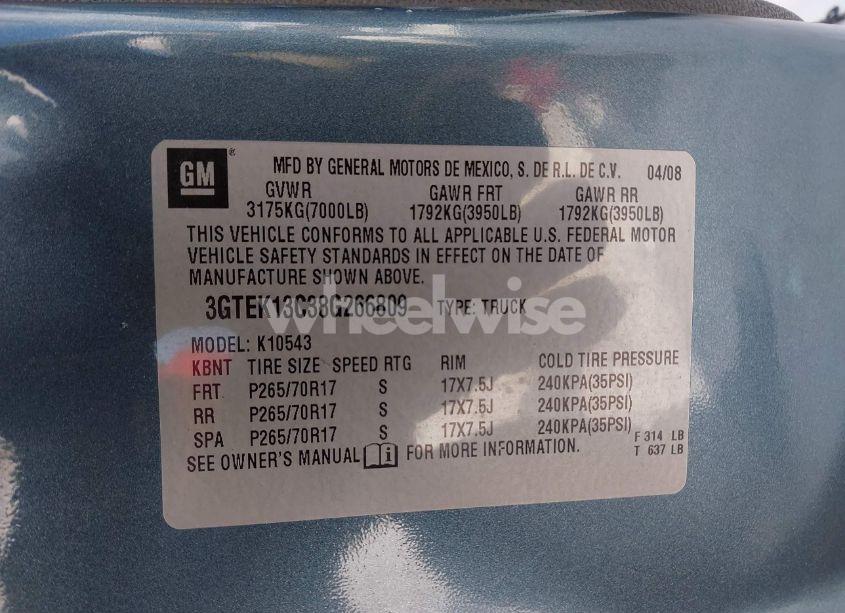 GM
MFD BY GENERAL MOTORS DE MEXICO, S. DE R.L. DE C.V. 04/08
GVWR GAWR FRT GAWR RR
3175KG(7000LB) 1792KG(3950LB) 1792KG(3950LB)
THIS VEHICLE CONFORMS TO ALL APPLICABLE U.S. FEDERAL MOTOR
VEHICLE SAFETY STANDARDS IN EFFECT ON THE DATE OF
MANUFACTURE SHOWN ABOVE.
3GTEK13C38G266809 TYPE: TRUCK
wheelwise
MODEL: K10543
KBNT TIRE SIZE SPEED RTG RIM COLD TIRE PRESSURE
FRT P265/70R17 S 17X7.5J 240KPA(35PSI)
RR P265/70R17 S 17X7.5J 240KPA(35PSI)
SPA P265/70R17 S 17X7.5J 240KPA(35PSI)
F 314 LB
SEE OWNER'S MANUAL FOR MORE INFORMATION. T 637 LB